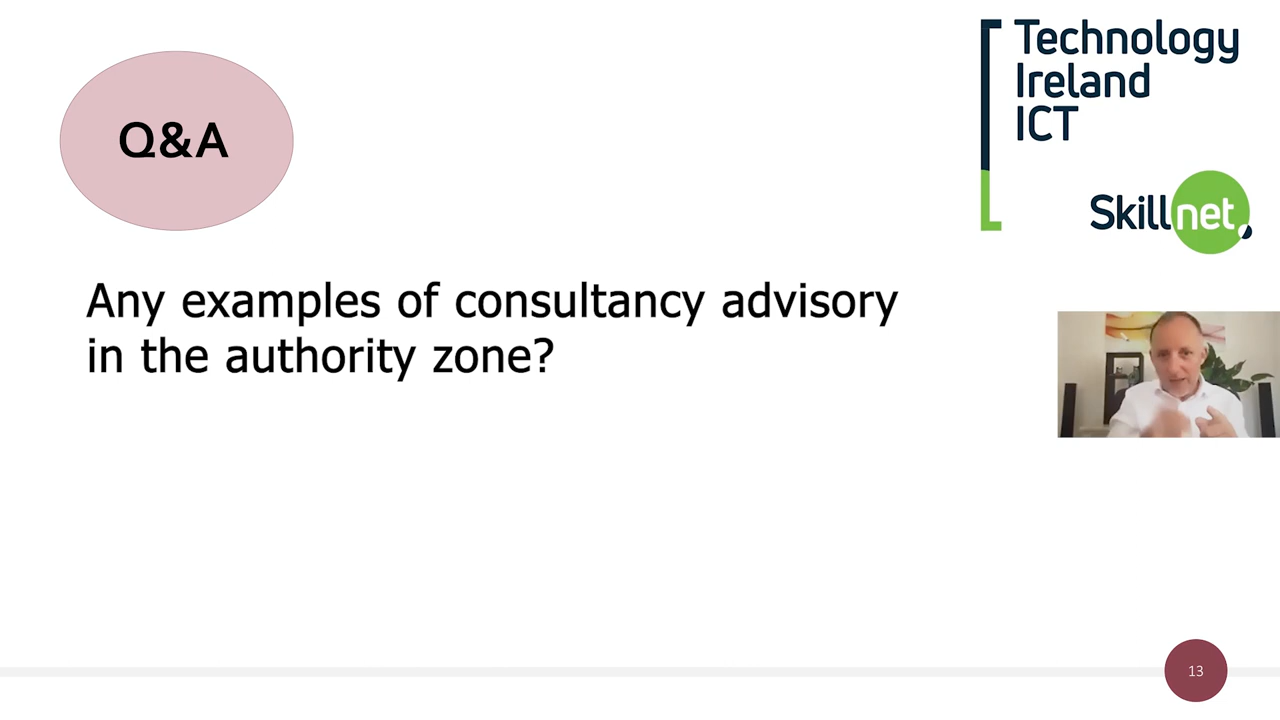 Q&A
Technology
Ireland
ICT
Skillnet
Any examples of consultancy advisory
in the authority zone?
13